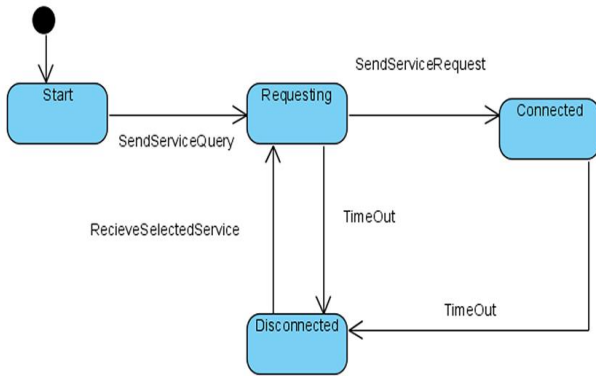 SendServiceRequest
Start
Requesting
Connected
SendServiceQuery
RecieveSelectedService
TimeOut
TimeOut
Disconnected